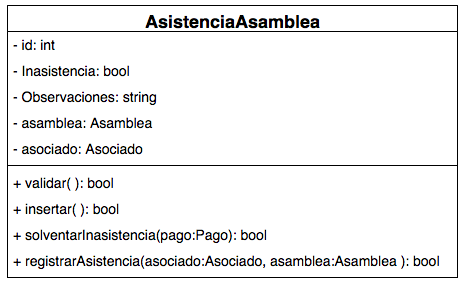 AsistenciaAsamblea
- id: int
- Inasistencia: bool
- Observaciones: string
- asamblea: Asamblea
- asociado: Asociado
+ validar( ): bool
+ insertar( ): bool
+ solventarInasistencia(pago:Pago): bool
+ registrarAsistencia(asociado:Asociado, asamblea:Asamblea ): bool